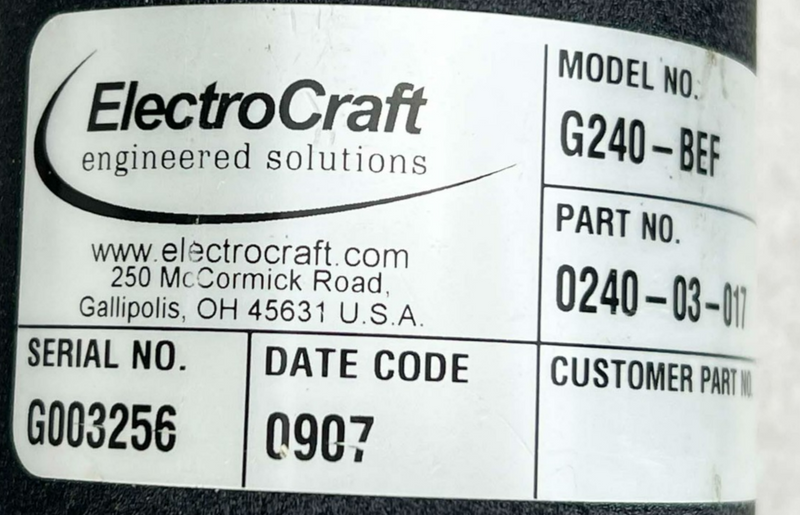 ElectroCraft
engineered solutions
www.electrocraft.com
250 McCormick Road,
Gallipolis, OH 45631 U.S.A.
MODEL NO.
G240-BEF
PART NO.
0240-03-017
SERIAL NO.
G003256
DATE CODE
0907
CUSTOMER PART NO.